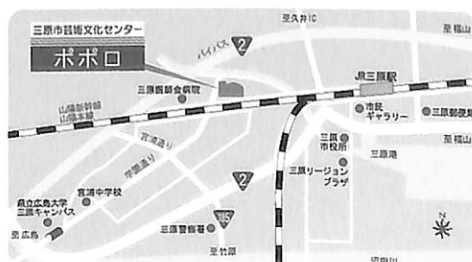 三原市芸術文化センター
ポポロ
バイパス
2
至久井IC
至福山
JR三原駅
至福山
三原医師会病院
山陽新幹線
山陽本線
市民
ギャラリー
三原郵便局
宮浦通り
学園通り
三原
市役所
三原港
三原リージョン
プラザ
2
県立広島大学
三原キャンパス
宮浦中学校
185
至広島
三原警察署
至竹原